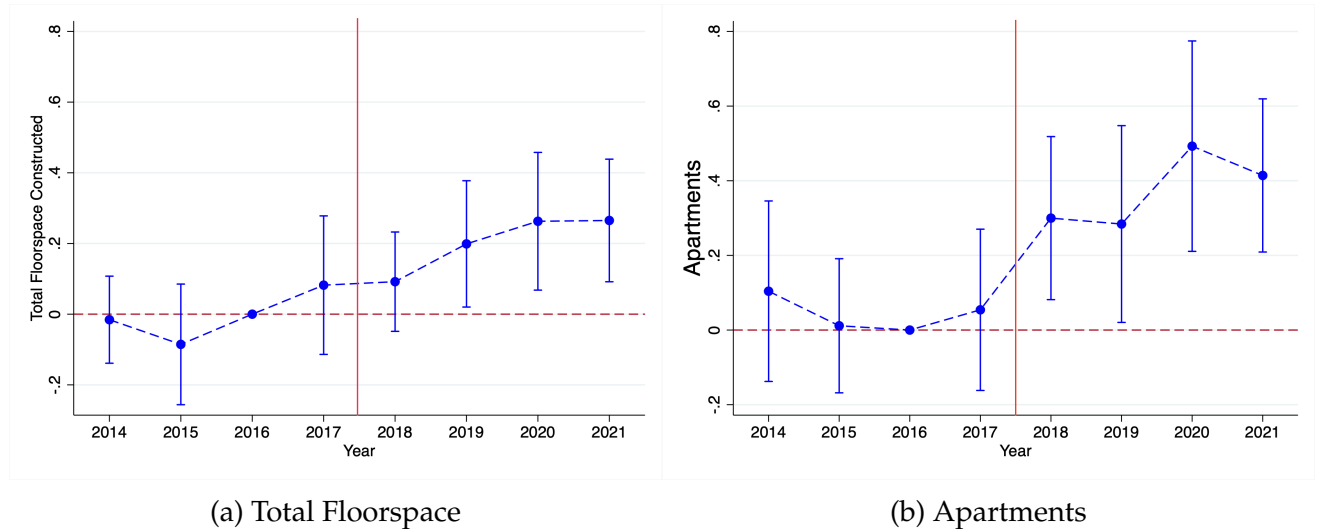 Total Floorspace Constructed
.8
.6
.4
.2
0
-.2
2014 2015 2016 2017 2018 2019 2020 2021
Year
(a) Total Floorspace
Apartments
.8
.6
.4
.2
0
-.2
2014 2015 2016 2017 2018 2019 2020 2021
Year
(b) Apartments